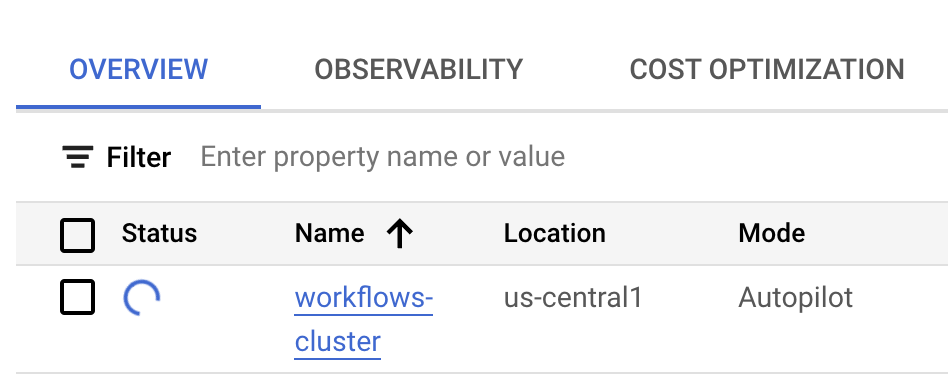 OVERVIEW OBSERVABILITY COST OPTIMIZATION
Filter Enter property name or value
Status Name Location Mode
workflows- us-central1 Autopilot
cluster